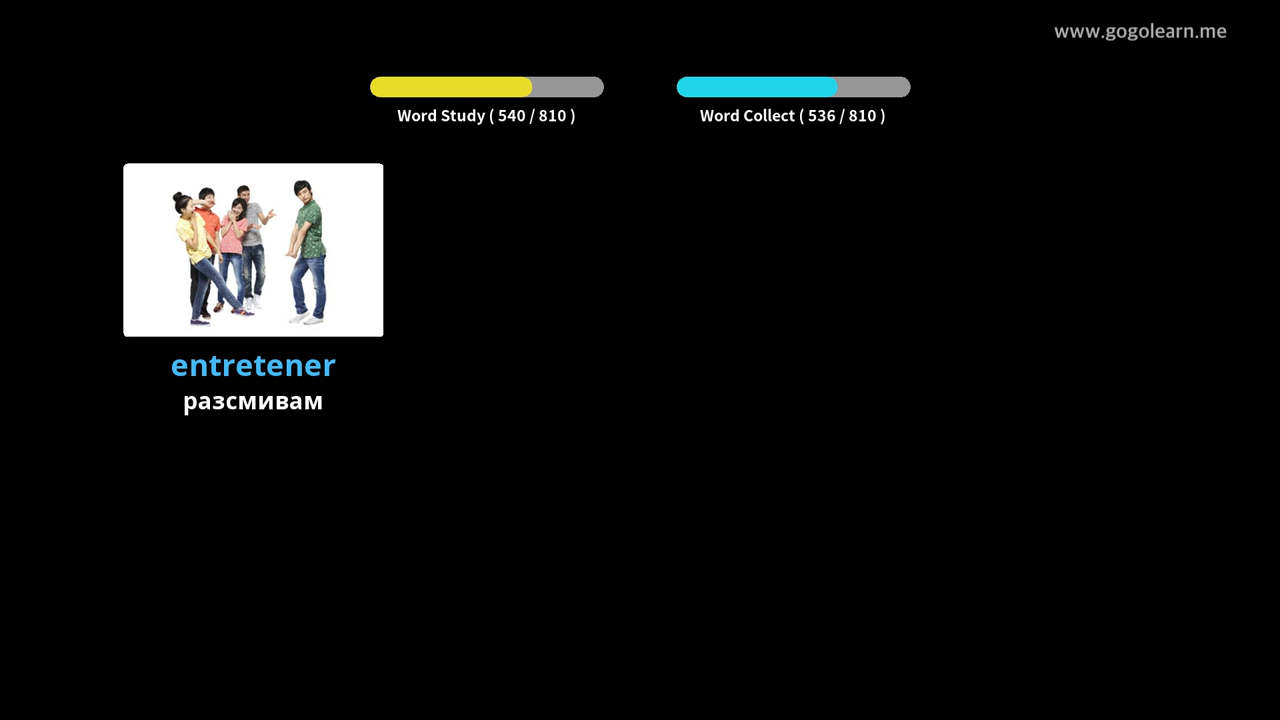 www.gogolearn.me
Word Study ( 540 / 810 )
Word Collect ( 536 / 810 )
entretener
разсмивам